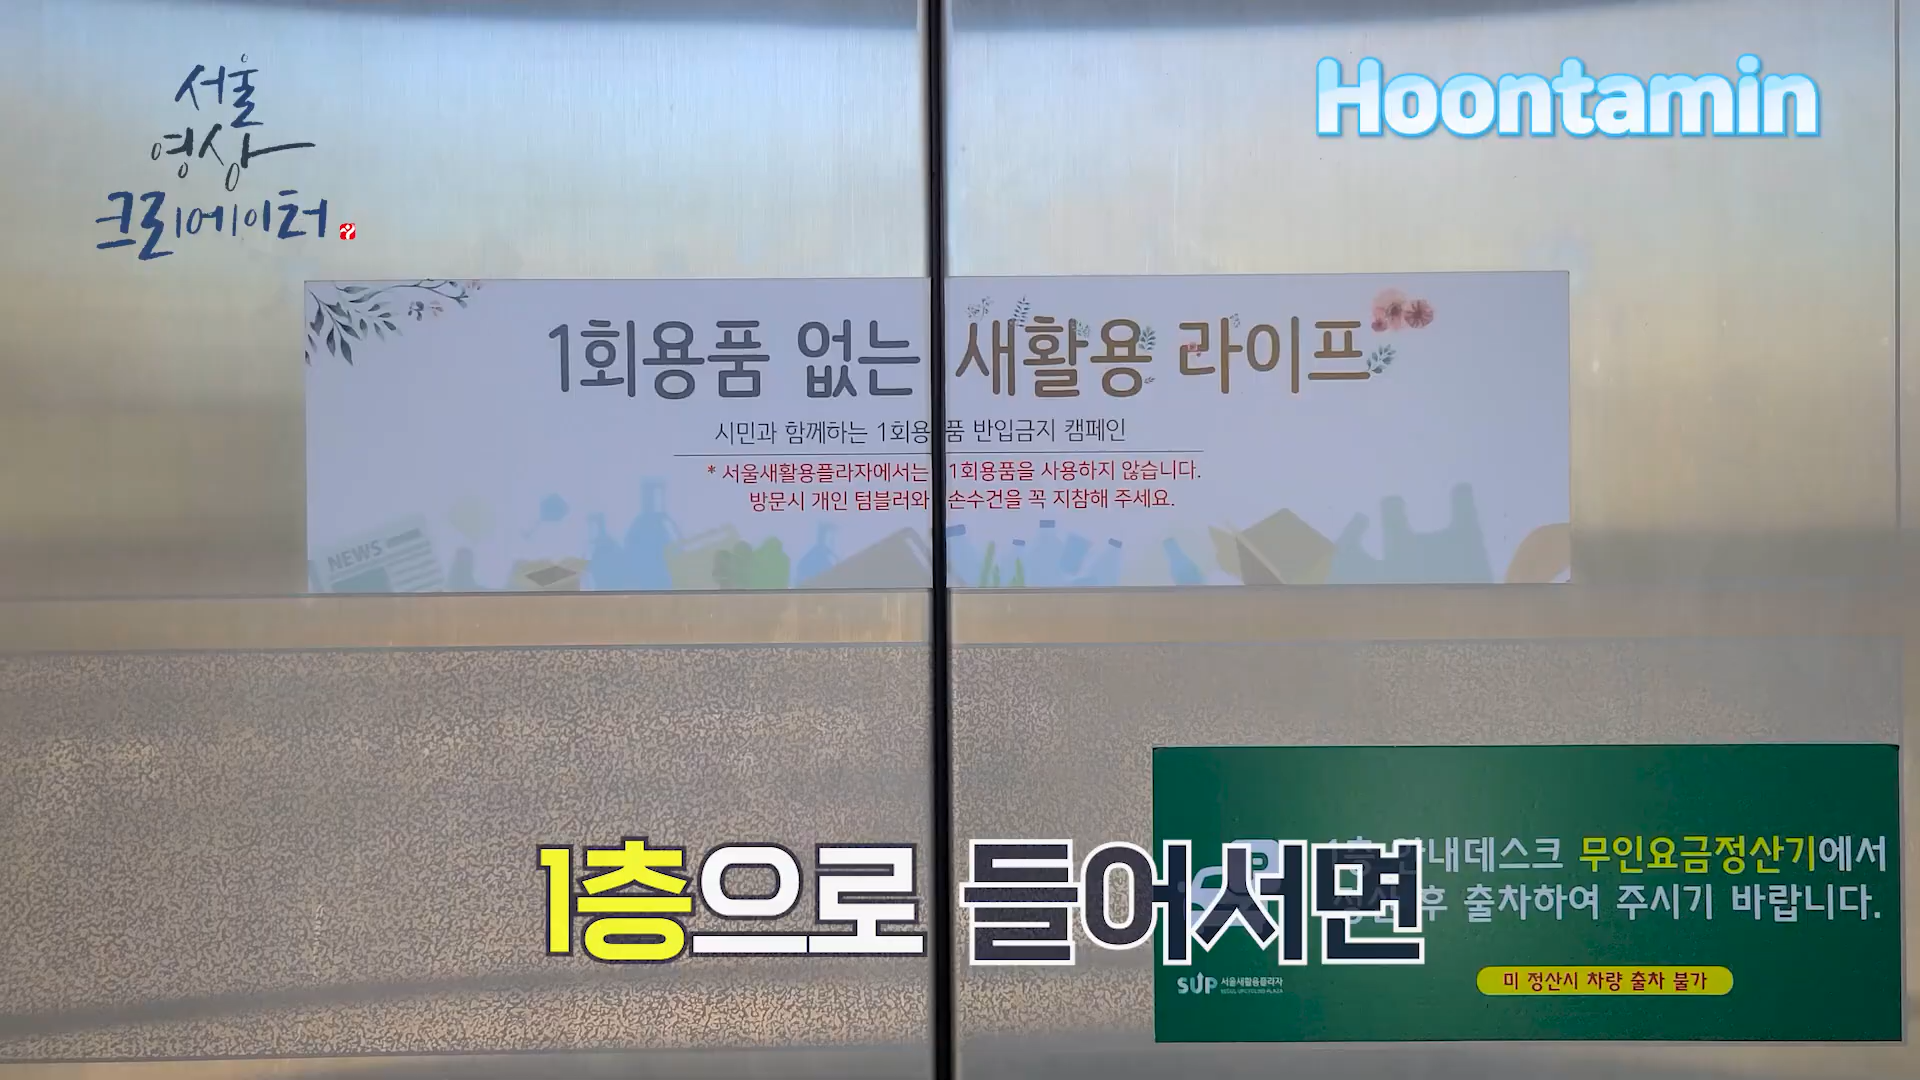 서울
영상
크리에이터
Hoontamin
1회용품 없는 새활용 라이프
시민과 함께하는 1회용품 반입금지 캠페인
* 서울새활용플라자에서는 1회용품을 사용하지 않습니다.
방문시 개인 텀블러와 손수건을 꼭 지참해 주세요.
NEWS
1층으로 들어서면
안내데스크 무인요금정산기에서
후 출차하여 주시기 바랍니다.
미 정산시 차량 출차 불가
SUP 서울새활용플라자
SEOUL UPCYCLING PLAZA